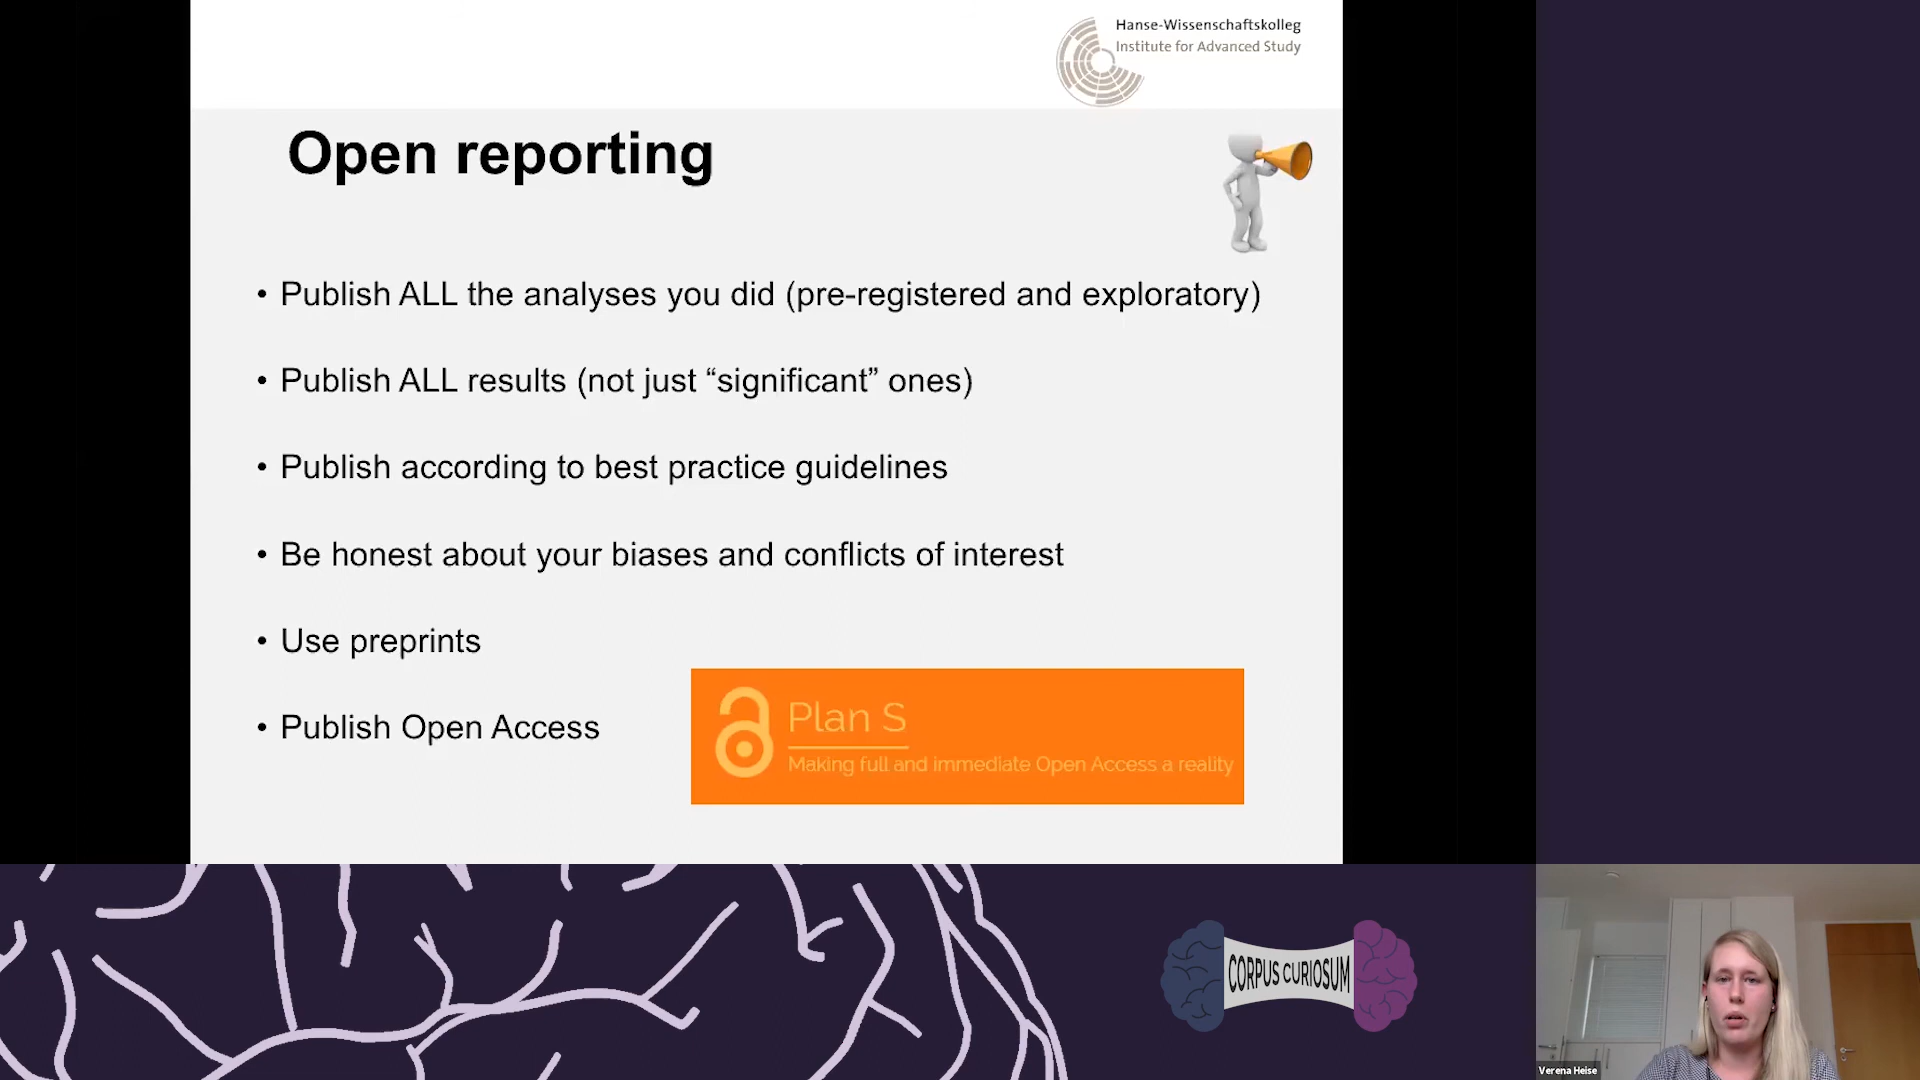 Hanse-Wissenschaftskolleg
Institute for Advanced Study
Open reporting
• Publish ALL the analyses you did (pre-registered and exploratory)
• Publish ALL results (not just “significant” ones)
• Publish according to best practice guidelines
• Be honest about your biases and conflicts of interest
• Use preprints
• Publish Open Access
Plan S
Making full and immediate Open Access a reality
CORPUS CURIOSUM
Verena Heise